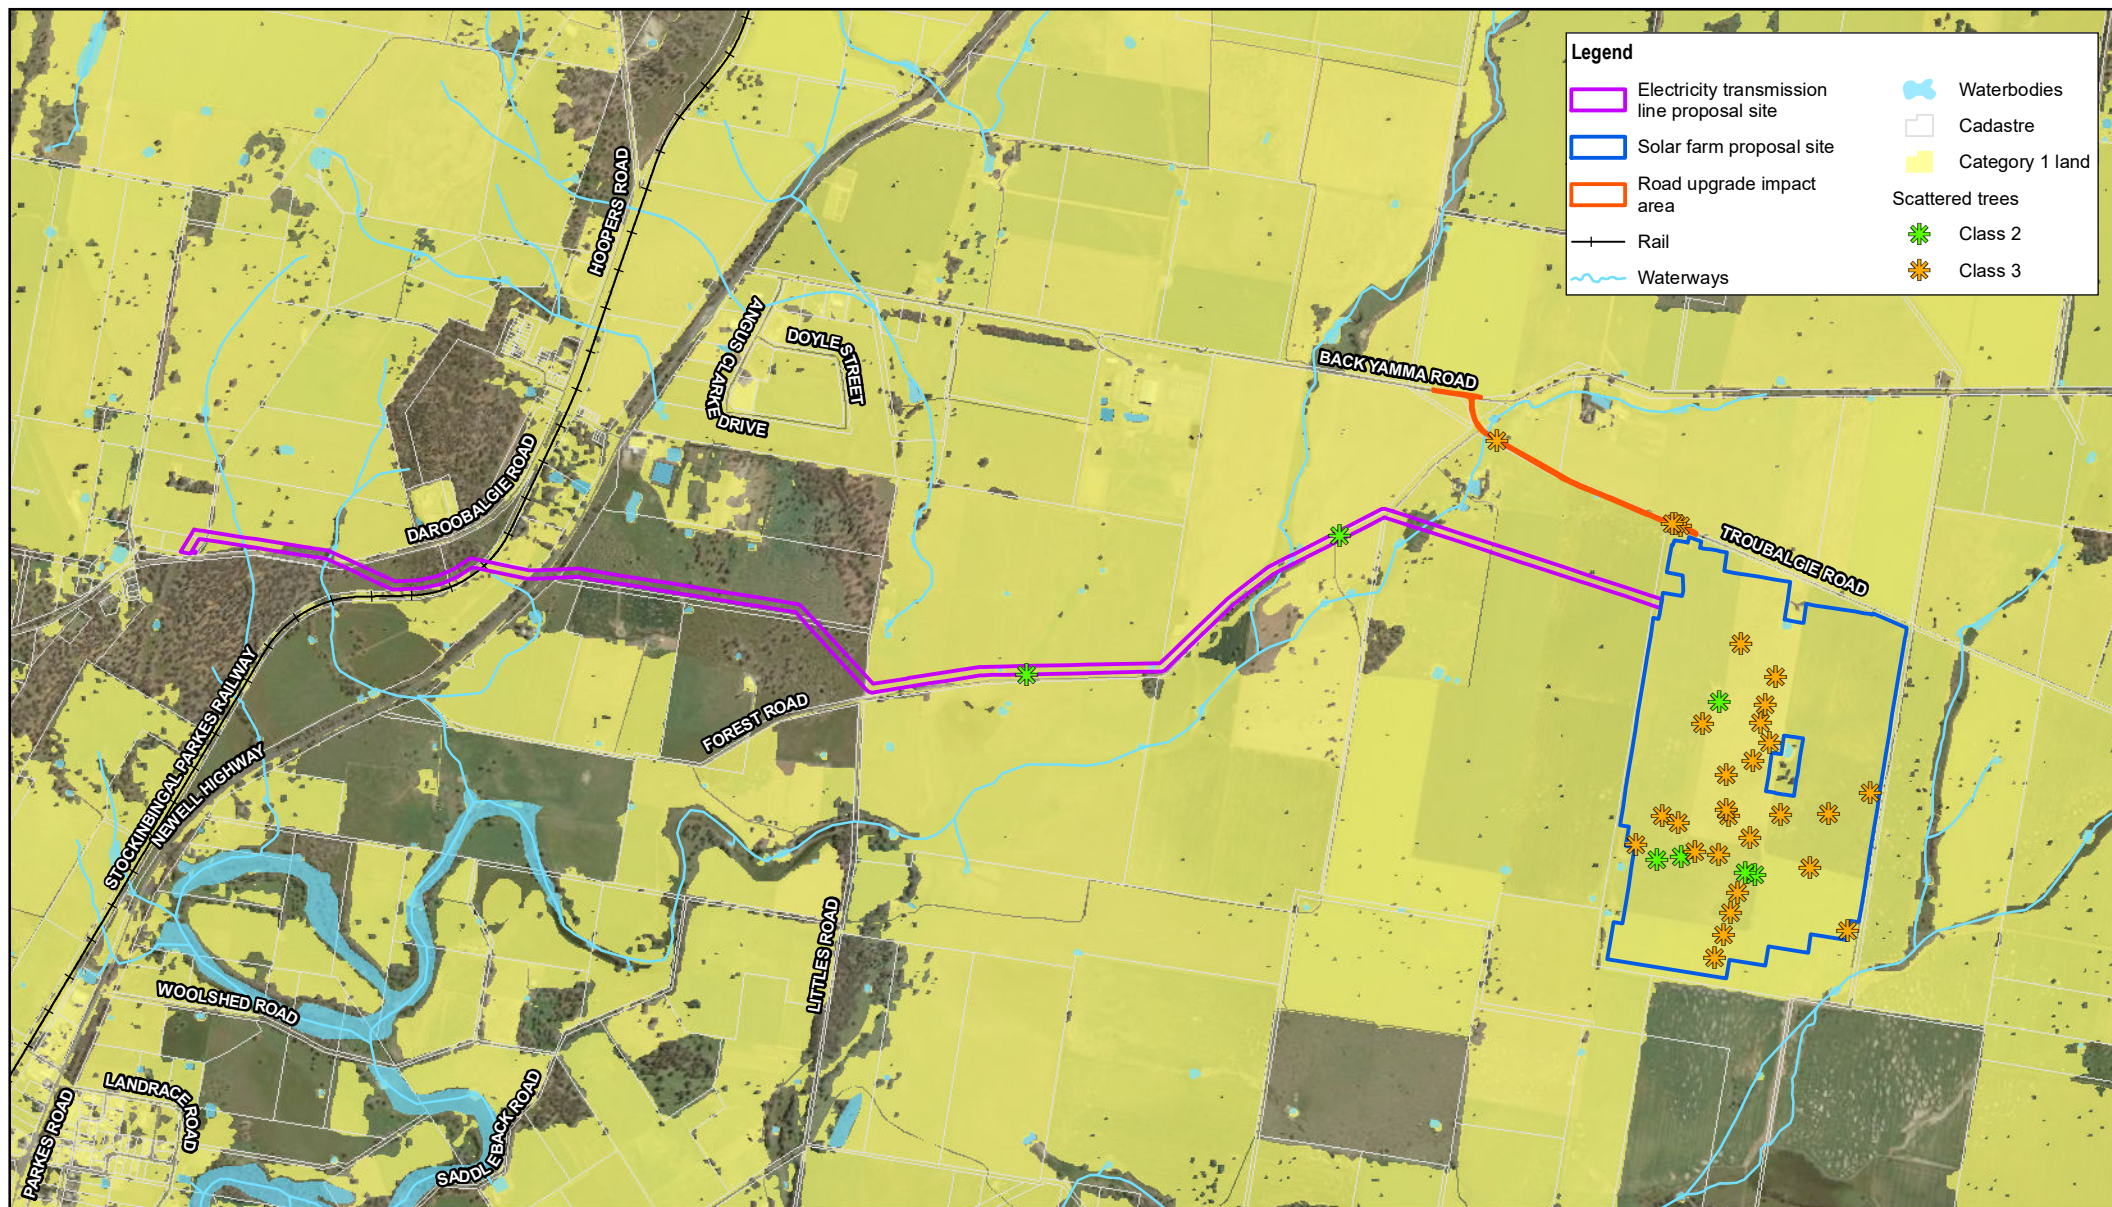 Legend
Electricity transmission
line proposal site
Solar farm proposal site
Road upgrade impact
area
Rail
Waterways
Waterbodies
Cadastre
Category 1 land
Scattered trees
Class 2
Class 3
HOOPERS ROAD
ANGUS CLARKE DRIVE
DOYLE STREET
BACK YAMMA ROAD
DAROOBALGIE ROAD
TROUBALGIE ROAD
STOCKINBINGAL PARKES RAILWAY
NEWELL HIGHWAY
FOREST ROAD
LITTLES ROAD
WOOLSHED ROAD
LANDRACE ROAD
PARKES ROAD
SADDLEBACK ROAD